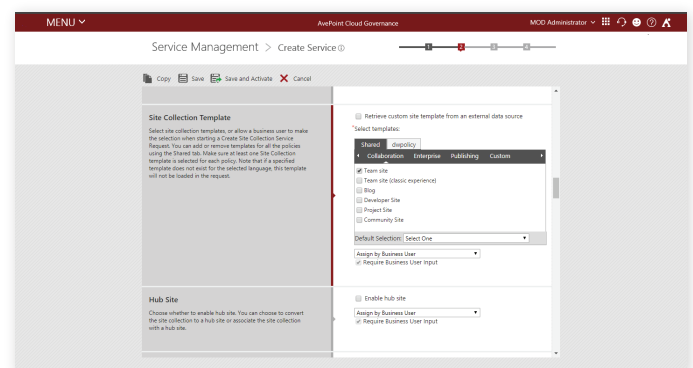 MENU
AvePoint Cloud Governance
MOD Administrator
Service Management > Create Service
1
2
3
4
Copy Save Save and Activate Cancel
Site Collection Template
Select site collection templates, or allow a business user to make
the selection when starting a Create Site Collection Service
Request. You can add or remove templates for all the policies
using the Shared tab. Make sure at least one Site Collection
template is selected for each policy. Note that if a specified
template does not exist for the selected language, this template
will not be loaded in the request.
Retrieve custom site template from an external data source
*Select templates:
Shared dwpolicy
Collaboration Enterprise Publishing Custom
Team site
Team site (classic experience)
Blog
Developer Site
Project Site
Community Site
Default Selection: Select One
Assign by Business User
Require Business User Input
Hub Site
Choose whether to enable hub site. You can choose to convert
the site collection to a hub site or associate the site collection
with a hub site.
Enable hub site
Assign by Business User
Require Business User Input